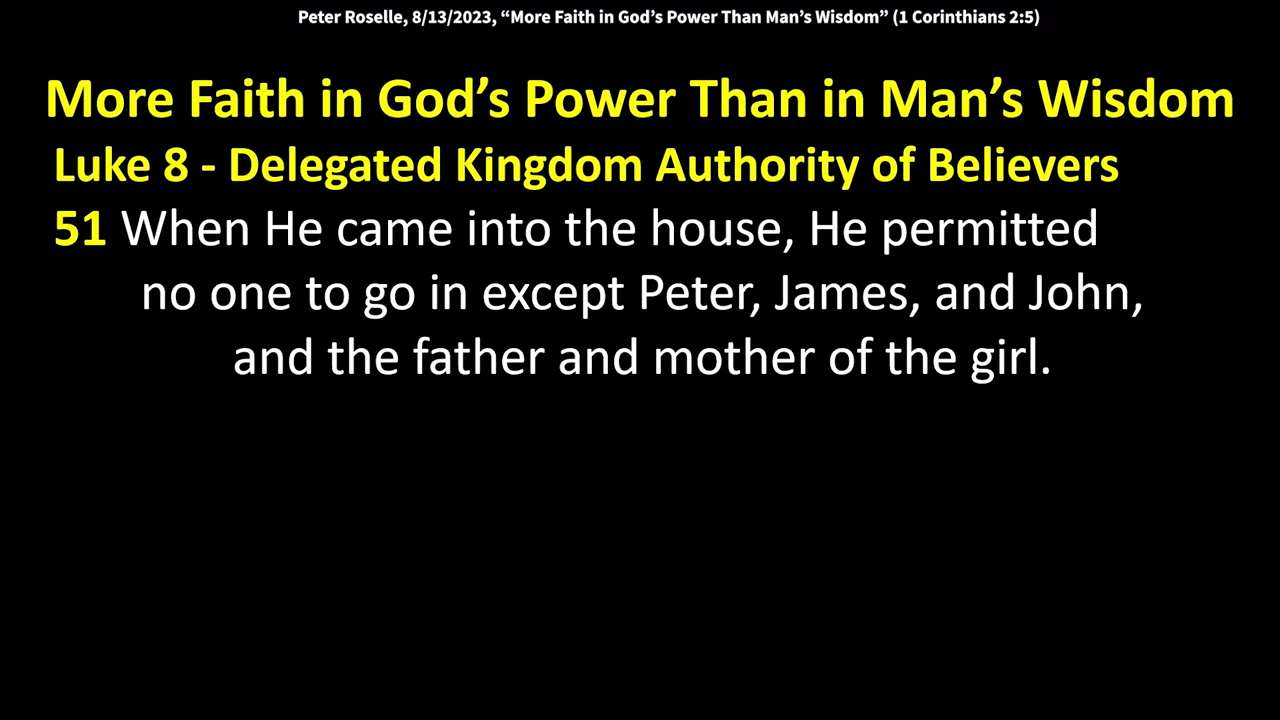 Peter Roselle, 8/13/2023, “More Faith in God’s Power Than Man’s Wisdom” (1 Corinthians 2:5)
More Faith in God’s Power Than in Man’s Wisdom
Luke 8 - Delegated Kingdom Authority of Believers
51 When He came into the house, He permitted
no one to go in except Peter, James, and John,
and the father and mother of the girl.